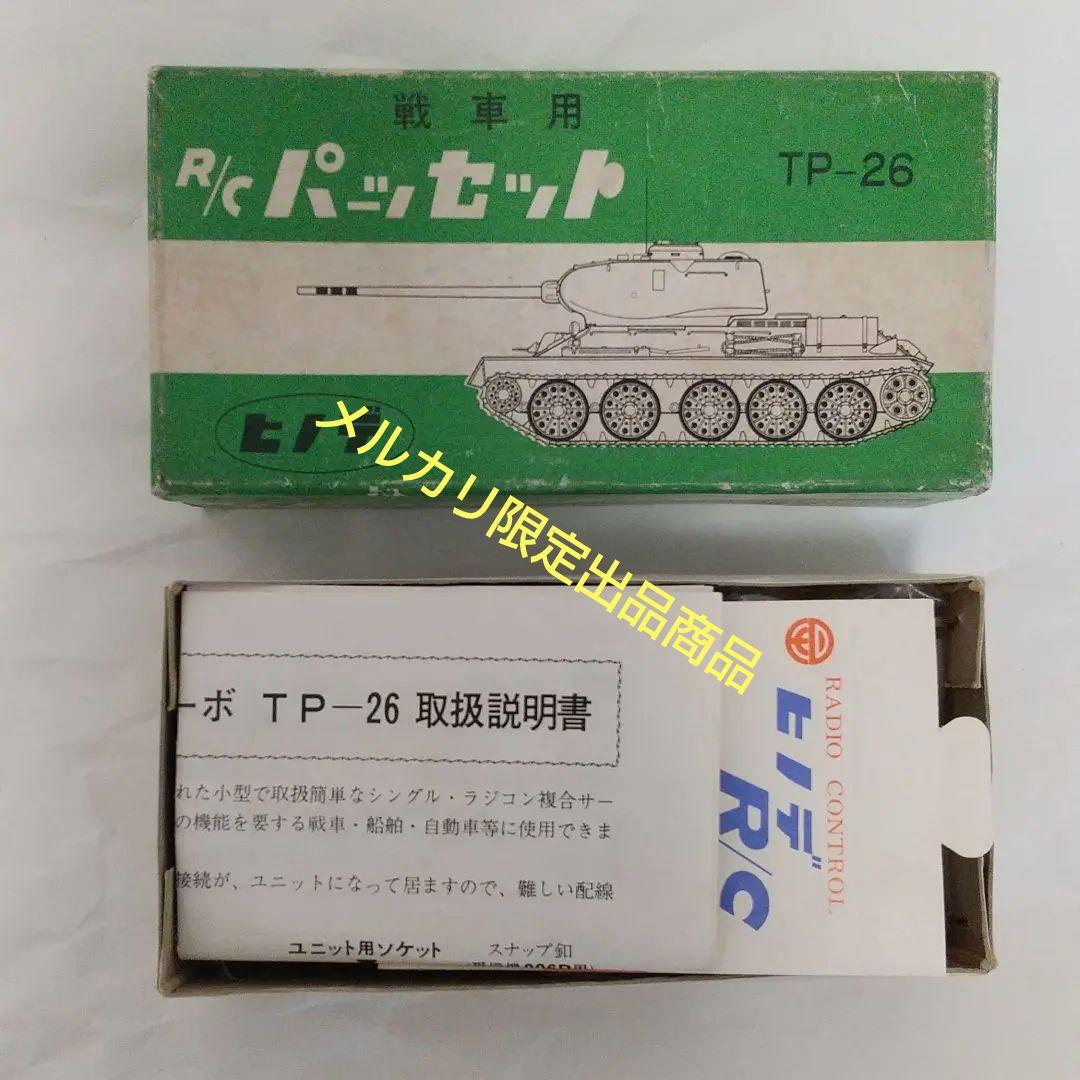 戦車用
R/C パーツセット
TP-26
ヒノデ
メルカリ限定出品商品
ーボ TP-26 取扱説明書
れた小型で取扱簡単なシングル・ラジコン複合サー
の機能を要する戦車・船舶・自動車等に使用できま
接続が、ユニットになって居ますので、難しい配線
ユニット用ソケット スナップ釦
RADIO CONTROL
ヒノデ
R/C